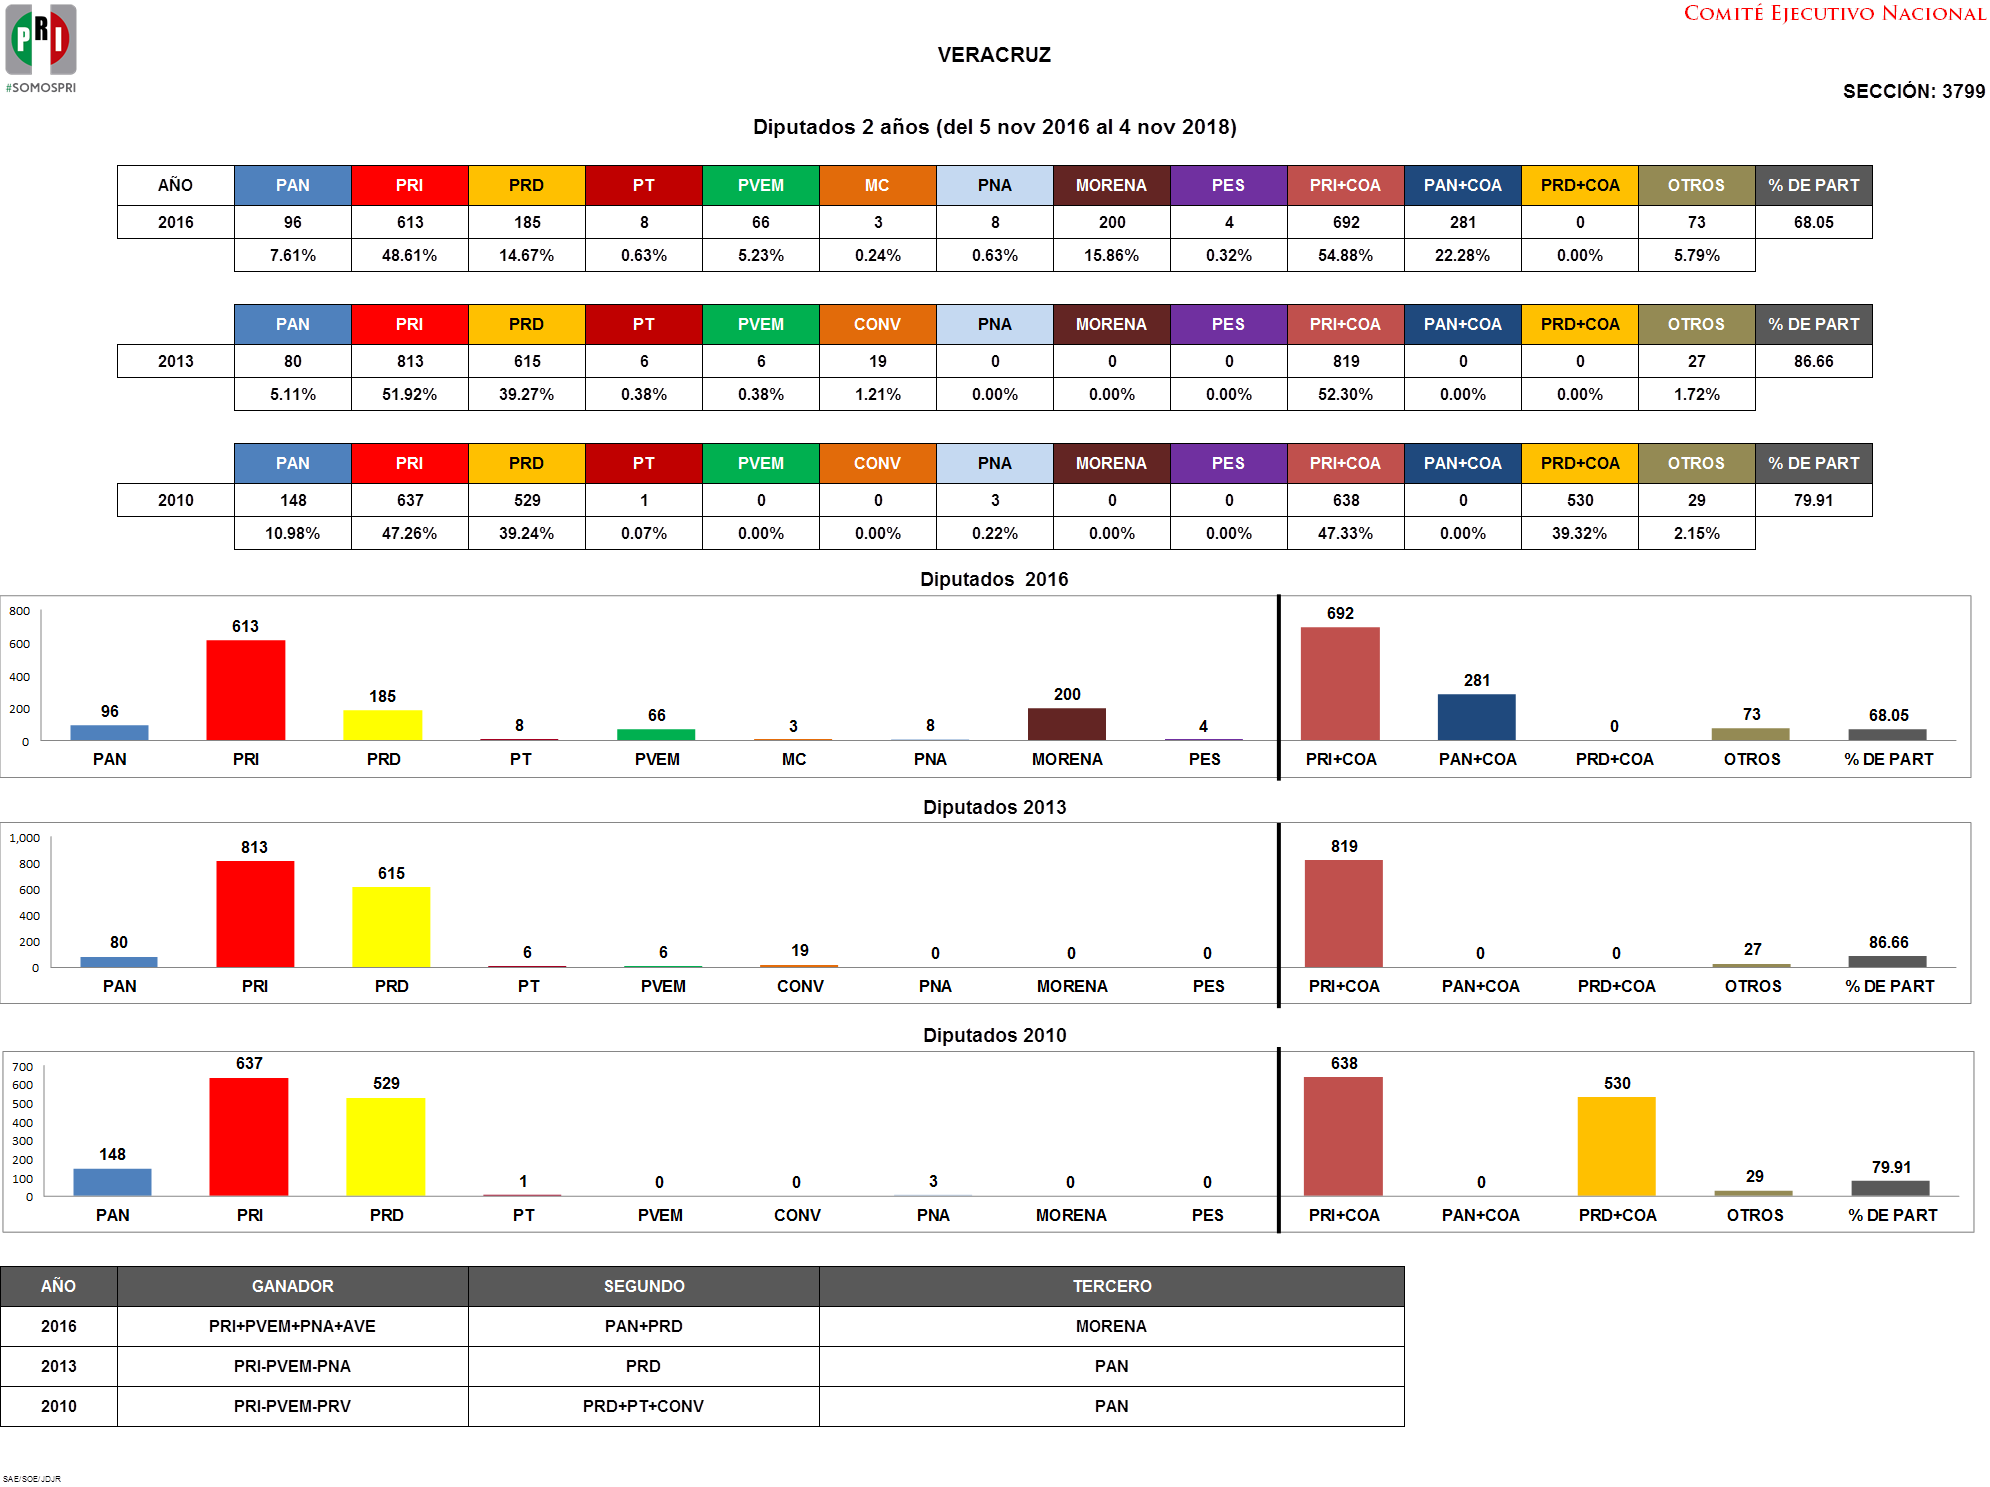 PRI
#SOMOSPRI
COMITÉ EJECUTIVO NACIONAL
VERACRUZ
SECCIÓN: 3799
Diputados 2 años (del 5 nov 2016 al 4 nov 2018)
AÑO PAN PRI PRD PT PVEM MC PNA MORENA PES PRI+COA PAN+COA PRD+COA OTROS % DE PART
2016 96 613 185 8 66 3 8 200 4 692 281 0 73 68.05
7.61% 48.61% 14.67% 0.63% 5.23% 0.24% 0.63% 15.86% 0.32% 54.88% 22.28% 0.00% 5.79%
PAN PRI PRD PT PVEM CONV PNA MORENA PES PRI+COA PAN+COA PRD+COA OTROS % DE PART
2013 80 813 615 6 6 19 0 0 0 819 0 0 27 86.66
5.11% 51.92% 39.27% 0.38% 0.38% 1.21% 0.00% 0.00% 0.00% 52.30% 0.00% 0.00% 1.72%
PAN PRI PRD PT PVEM CONV PNA MORENA PES PRI+COA PAN+COA PRD+COA OTROS % DE PART
2010 148 637 529 1 0 0 3 0 0 638 0 530 29 79.91
10.98% 47.26% 39.24% 0.07% 0.00% 0.00% 0.22% 0.00% 0.00% 47.33% 0.00% 39.32% 2.15%
Diputados 2016
800
600
400
200
0
96 613 185 8 66 3 8 200 4 692 281 0 73 68.05
PAN PRI PRD PT PVEM MC PNA MORENA PES PRI+COA PAN+COA PRD+COA OTROS % DE PART
Diputados 2013
1,000
800
600
400
200
0
80 813 615 6 6 19 0 0 0 819 0 0 27 86.66
PAN PRI PRD PT PVEM CONV PNA MORENA PES PRI+COA PAN+COA PRD+COA OTROS % DE PART
Diputados 2010
700
600
500
400
300
200
100
0
148 637 529 1 0 0 3 0 0 638 0 530 29 79.91
PAN PRI PRD PT PVEM CONV PNA MORENA PES PRI+COA PAN+COA PRD+COA OTROS % DE PART
AÑO GANADOR SEGUNDO TERCERO
2016 PRI+PVEM+PNA+AVE PAN+PRD MORENA
2013 PRI-PVEM-PNA PRD PAN
2010 PRI-PVEM-PRV PRD+PT+CONV PAN
SAE/SOE/JDJR